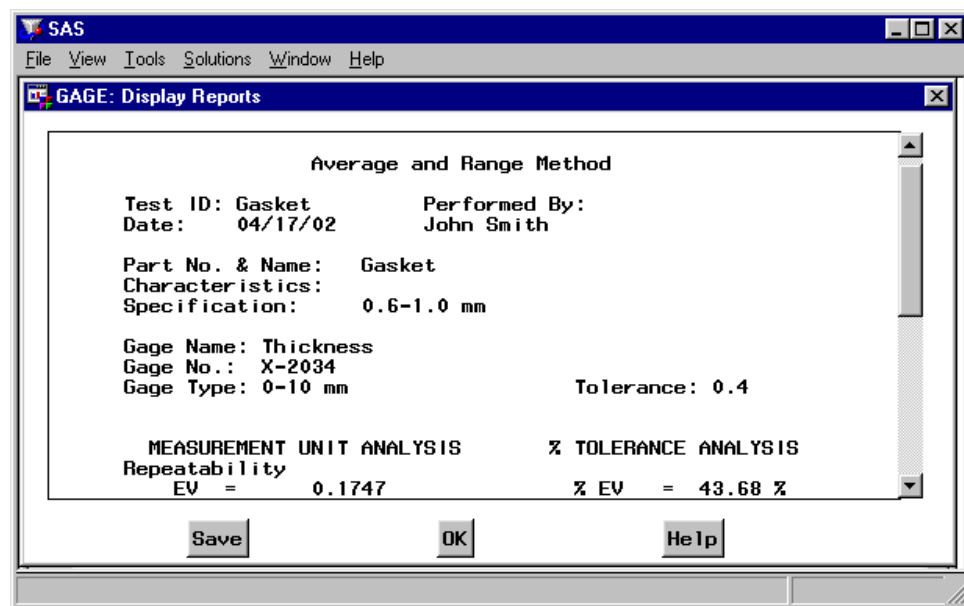 SAS
File View Tools Solutions Window Help
GAGE: Display Reports
Average and Range Method
Test ID: Gasket Performed By:
Date: 04/17/02 John Smith
Part No. & Name: Gasket
Characteristics:
Specification: 0.6-1.0 mm
Gage Name: Thickness
Gage No.: X-2034
Gage Type: 0-10 mm Tolerance: 0.4
MEASUREMENT UNIT ANALYSIS % TOLERANCE ANALYSIS
Repeatability
EV = 0.1747 % EV = 43.68 %
Save OK Help